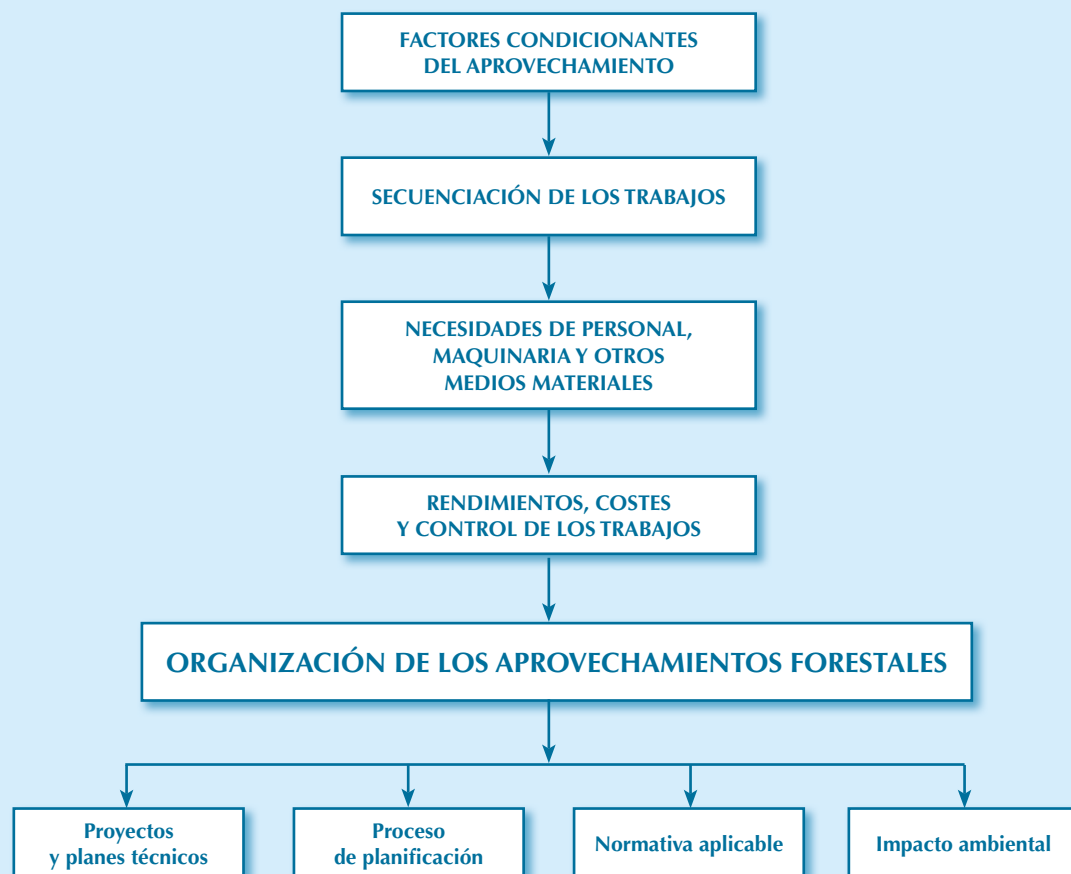 FACTORES CONDICIONANTES
DEL APROVECHAMIENTO
SECUENCIACIÓN DE LOS TRABAJOS
NECESIDADES DE PERSONAL,
MAQUINARIA Y OTROS
MEDIOS MATERIALES
RENDIMIENTOS, COSTES
Y CONTROL DE LOS TRABAJOS
ORGANIZACIÓN DE LOS APROVECHAMIENTOS FORESTALES
Proyectos
y planes técnicos
Proceso
de planificación
Normativa aplicable
Impacto ambiental